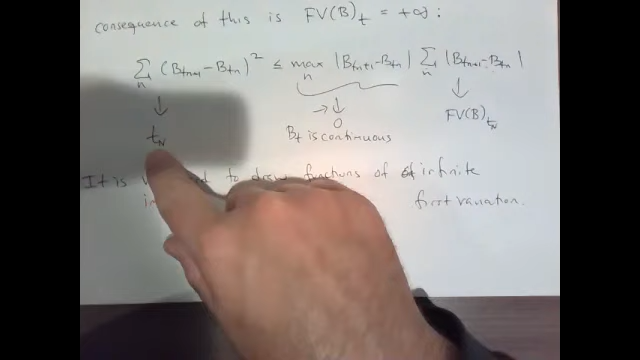 consequence of this is FV(B)_t = +∞ :
∑_n (B_{t_{n+1}} - B_{t_n})^2 ≤ max_n |B_{t_{n+1}} - B_{t_n}| ∑_n |B_{t_{n+1}} - B_{t_n}|
↓ → ↓ ↓
t_N 0 FV(B)_{t_N}
B_t is continuous
It is to draw functions of infinite
first variation.